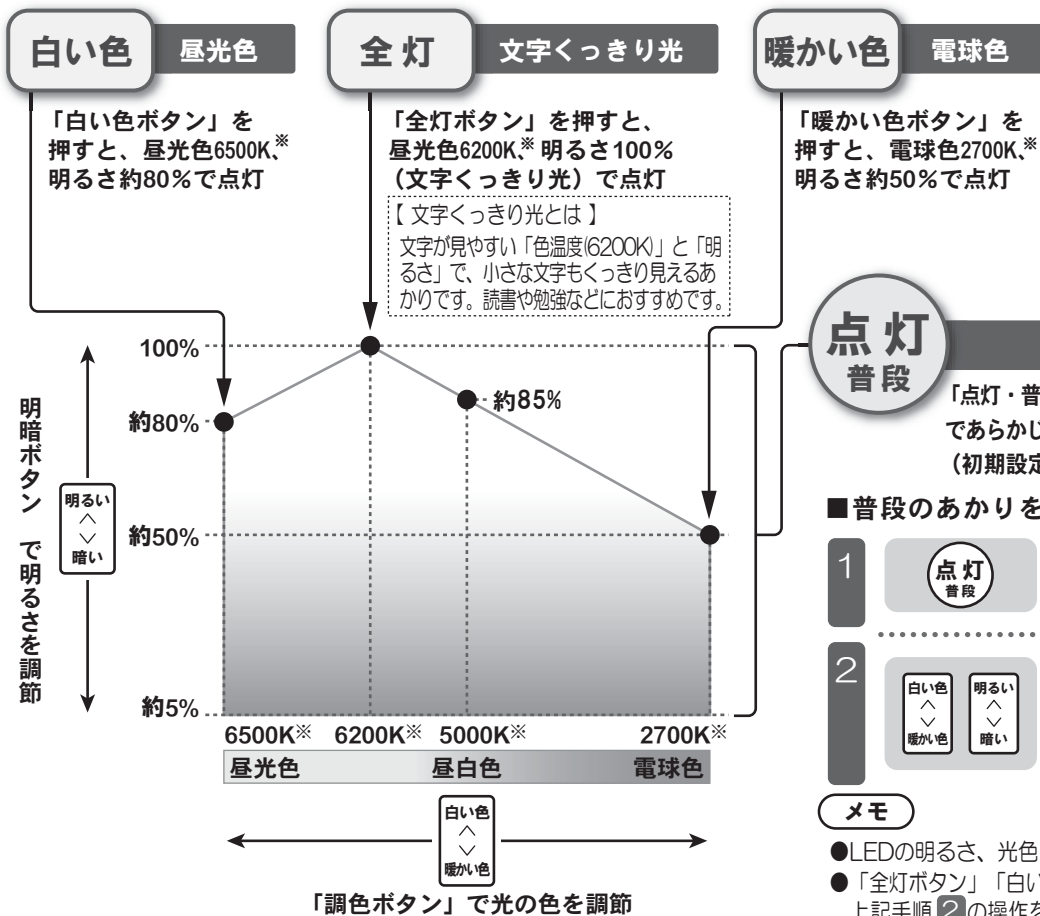 白い色 昼光色
「白い色ボタン」を
押すと、昼光色6500K、※
明るさ約80％で点灯
全 灯 文字くっきり光
「全灯ボタン」を押すと、
昼光色6200K、※ 明るさ100％
（文字くっきり光）で点灯
【 文字くっきり光とは 】
文字が見やすい「色温度(6200K)」と「明
るさ」で、小さな文字もくっきり見えるあ
かりです。読書や勉強などにおすすめです。
暖かい色 電球色
「暖かい色ボタン」を
押すと、電球色2700K、※
明るさ約50％で点灯
明暗ボタン で明るさを調節
明るい
暗い
100%
約80%
約85%
約50%
約5%
6500K※ 6200K※ 5000K※ 2700K※
昼光色 昼白色 電球色
白い色
暖かい色
「調色ボタン」で光の色を調節
点 灯
普段
「点灯・普
であらかじ
（初期設定
■普段のあかりを
1
点 灯
普段
2
白い色 明るい
暖かい色 暗い
メモ
●LEDの明るさ、光色
●「全灯ボタン」「白い
上記手順 2 の操作を